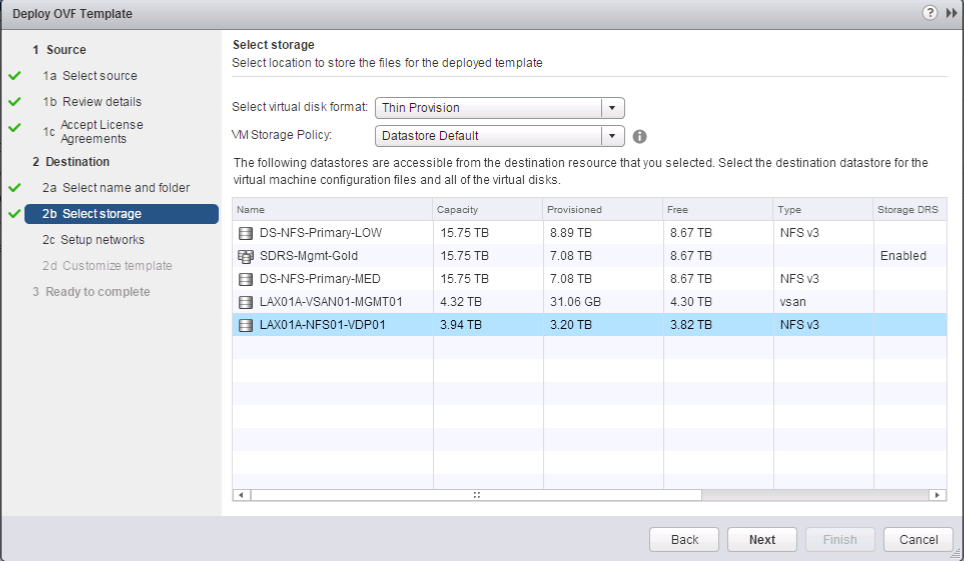 Deploy OVF Template
1 Source
1a Select source
1b Review details
1c Accept License
Agreements
2 Destination
2a Select name and folder
2b Select storage
2c Setup networks
2d Customize template
3 Ready to complete
Select storage
Select location to store the files for the deployed template
Select virtual disk format: Thin Provision
VM Storage Policy: Datastore Default
The following datastores are accessible from the destination resource that you selected. Select the destination datastore for the
virtual machine configuration files and all of the virtual disks.
Name Capacity Provisioned Free Type Storage DRS
DS-NFS-Primary-LOW 15.75 TB 8.89 TB 8.67 TB NFS v3
SDRS-Mgmt-Gold 15.75 TB 7.08 TB 8.67 TB Enabled
DS-NFS-Primary-MED 15.75 TB 7.08 TB 8.67 TB NFS v3
LAX01A-VSAN01-MGMT01 4.32 TB 31.06 GB 4.30 TB vsan
LAX01A-NFS01-VDP01 3.94 TB 3.20 TB 3.82 TB NFS v3
Back Next Finish Cancel